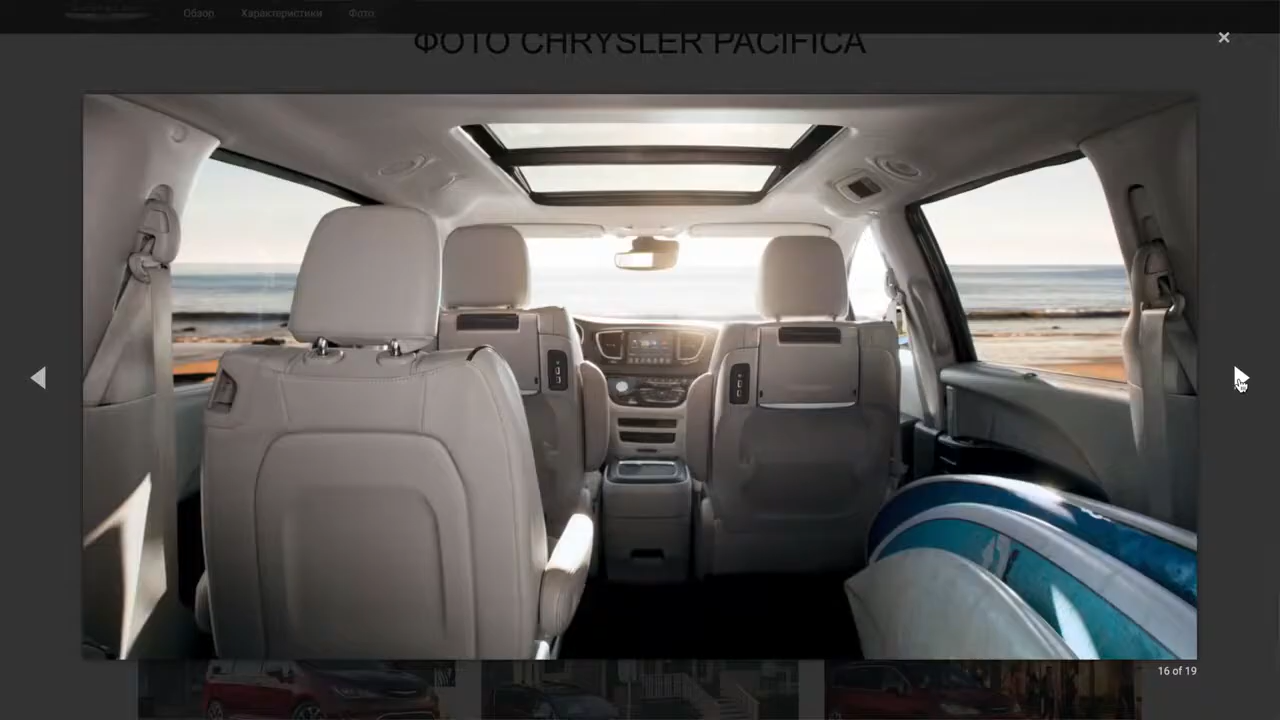 Обзор Характеристики Фото
ФОТО CHRYSLER PACIFICA
16 of 19